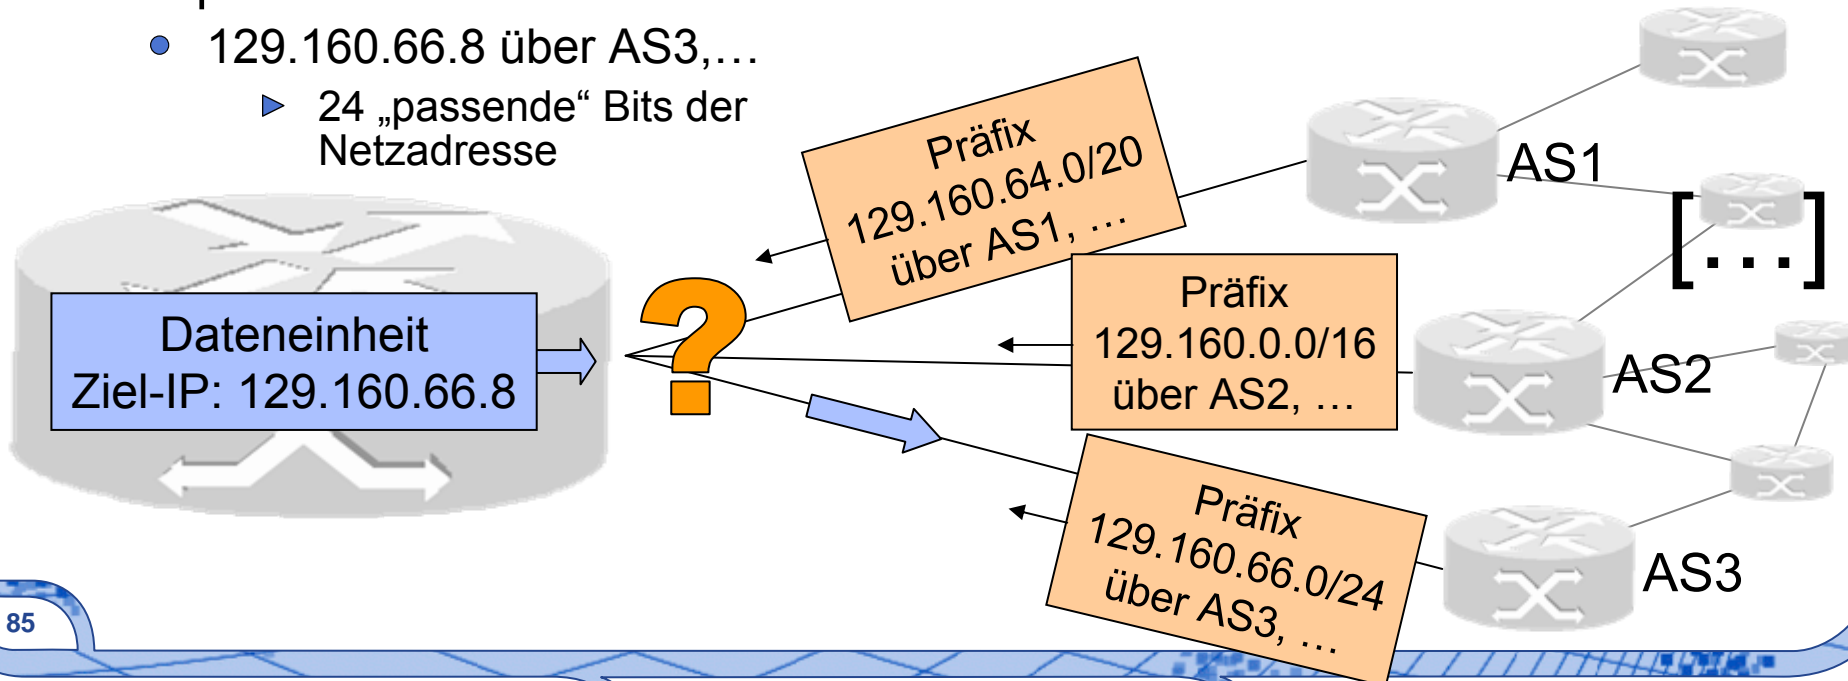 129.160.66.8 über AS3,…
24 „passende“ Bits der
Netzadresse
Präfix
129.160.64.0/20
über AS1, …
AS1
[…]
Dateneinheit
Ziel-IP: 129.160.66.8
?
Präfix
129.160.0.0/16
über AS2, …
AS2
Präfix
129.160.66.0/24
über AS3, …
AS3
85